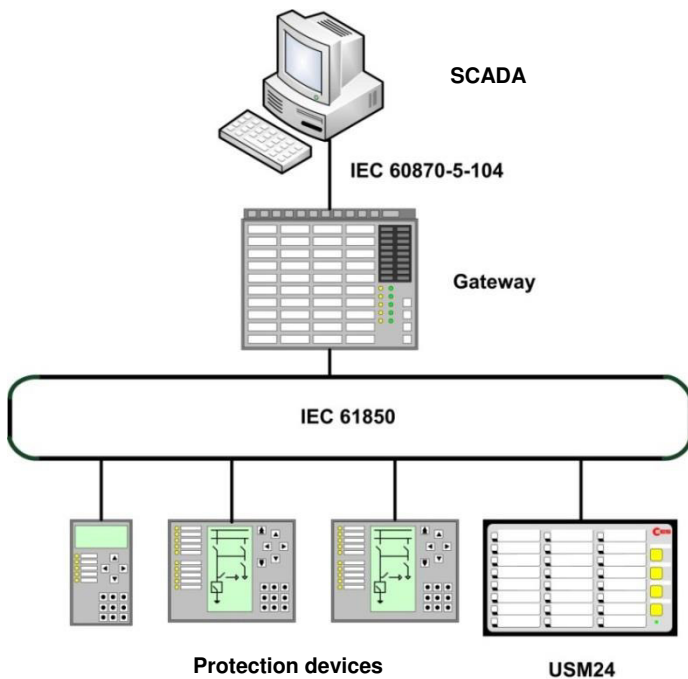 SCADA
IEC 60870-5-104
Gateway
IEC 61850
Protection devices
USM24